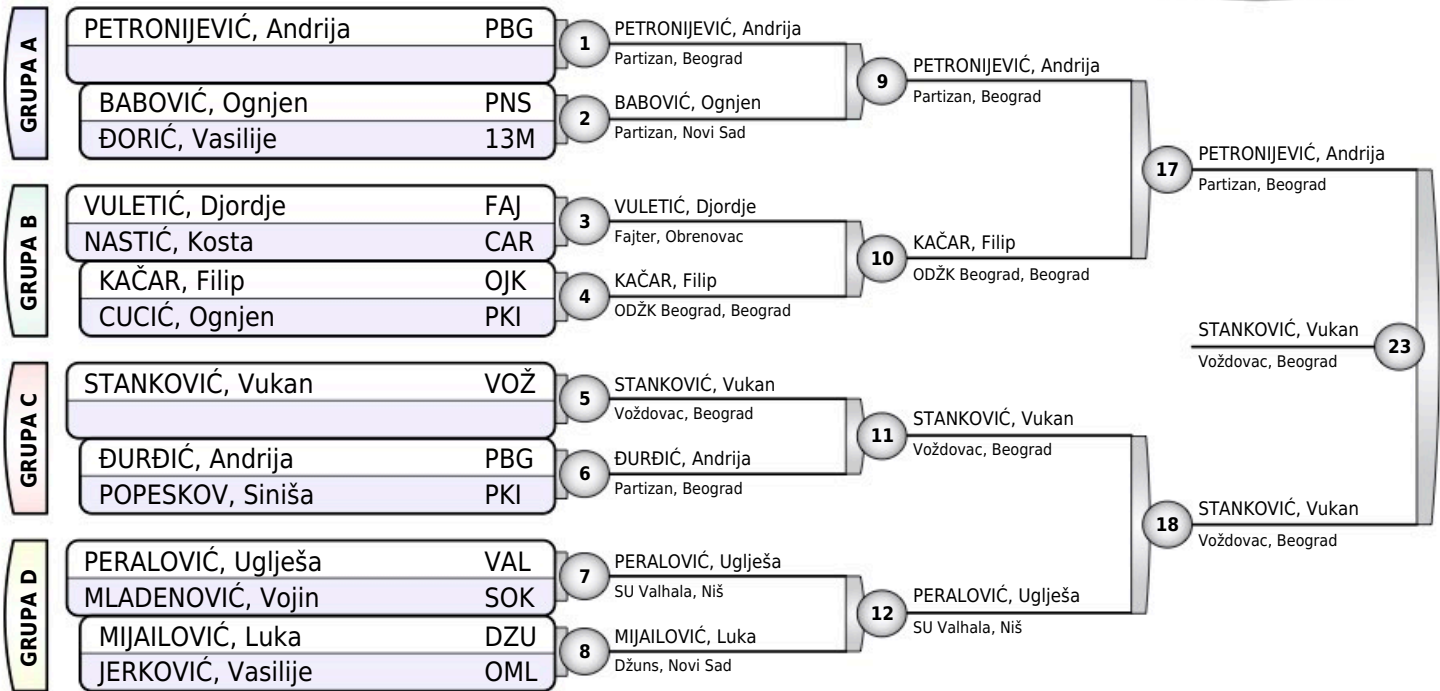 GRUPA A
PETRONIJEVIĆ, Andrija PBG
BABOVIĆ, Ognjen PNS
ĐORIĆ, Vasilije 13M
GRUPA B
VULETIĆ, Djordje FAJ
NASTIĆ, Kosta CAR
KAČAR, Filip OJK
CUCIĆ, Ognjen PKI
GRUPA C
STANKOVIĆ, Vukan VOŽ
ĐURĐIĆ, Andrija PBG
POPESKOV, Siniša PKI
GRUPA D
PERALOVIĆ, Uglješa VAL
MLADENOVIĆ, Vojin SOK
MIJAILOVIĆ, Luka DZU
JERKOVIĆ, Vasilije OML
1
PETRONIJEVIĆ, Andrija
Partizan, Beograd
2
BABOVIĆ, Ognjen
Partizan, Novi Sad
3
VULETIĆ, Djordje
Fajter, Obrenovac
4
KAČAR, Filip
ODŽK Beograd, Beograd
5
STANKOVIĆ, Vukan
Voždovac, Beograd
6
ĐURĐIĆ, Andrija
Partizan, Beograd
7
PERALOVIĆ, Uglješa
SU Valhala, Niš
8
MIJAILOVIĆ, Luka
Džuns, Novi Sad
9
PETRONIJEVIĆ, Andrija
Partizan, Beograd
10
KAČAR, Filip
ODŽK Beograd, Beograd
11
STANKOVIĆ, Vukan
Voždovac, Beograd
12
PERALOVIĆ, Uglješa
SU Valhala, Niš
17
PETRONIJEVIĆ, Andrija
Partizan, Beograd
18
STANKOVIĆ, Vukan
Voždovac, Beograd
STANKOVIĆ, Vukan
Voždovac, Beograd
23